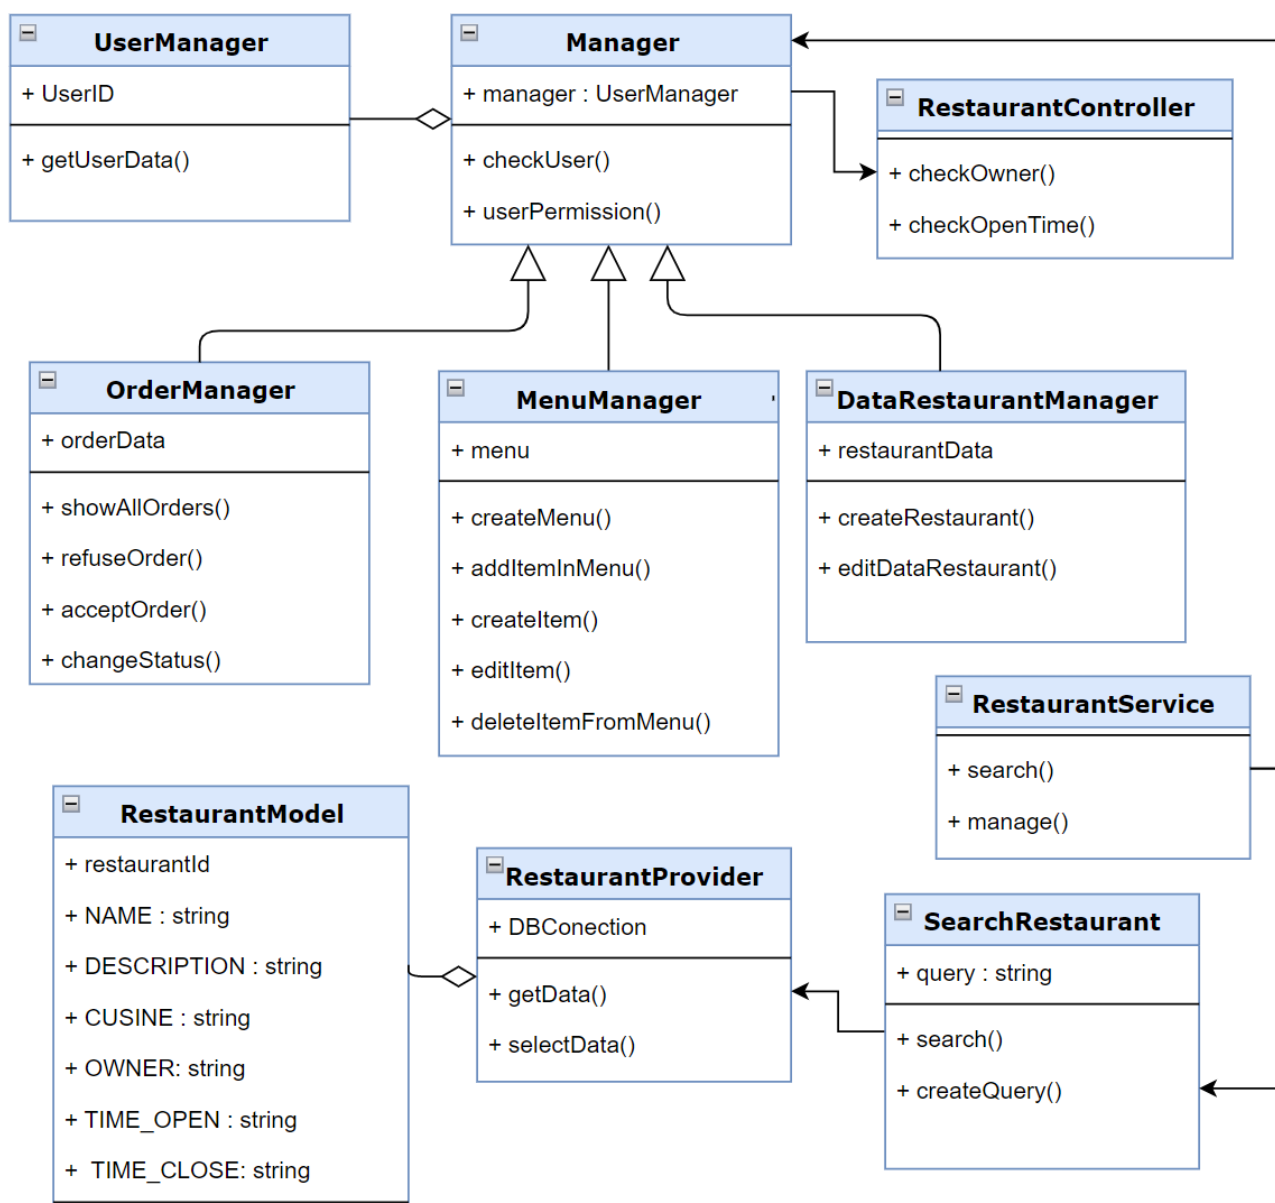 UserManager
+ UserID
+ getUserData()
Manager
+ manager : UserManager
+ checkUser()
+ userPermission()
RestaurantController
+ checkOwner()
+ checkOpenTime()
OrderManager
+ orderData
+ showAllOrders()
+ refuseOrder()
+ acceptOrder()
+ changeStatus()
MenuManager '
+ menu
+ createMenu()
+ addItemInMenu()
+ createItem()
+ editItem()
+ deleteItemFromMenu()
DataRestaurantManager
+ restaurantData
+ createRestaurant()
+ editDataRestaurant()
RestaurantService
+ search()
+ manage()
RestaurantModel
+ restaurantId
+ NAME : string
+ DESCRIPTION : string
+ CUSINE : string
+ OWNER: string
+ TIME_OPEN : string
+ TIME_CLOSE: string
RestaurantProvider
+ DBConection
+ getData()
+ selectData()
SearchRestaurant
+ query : string
+ search()
+ createQuery()